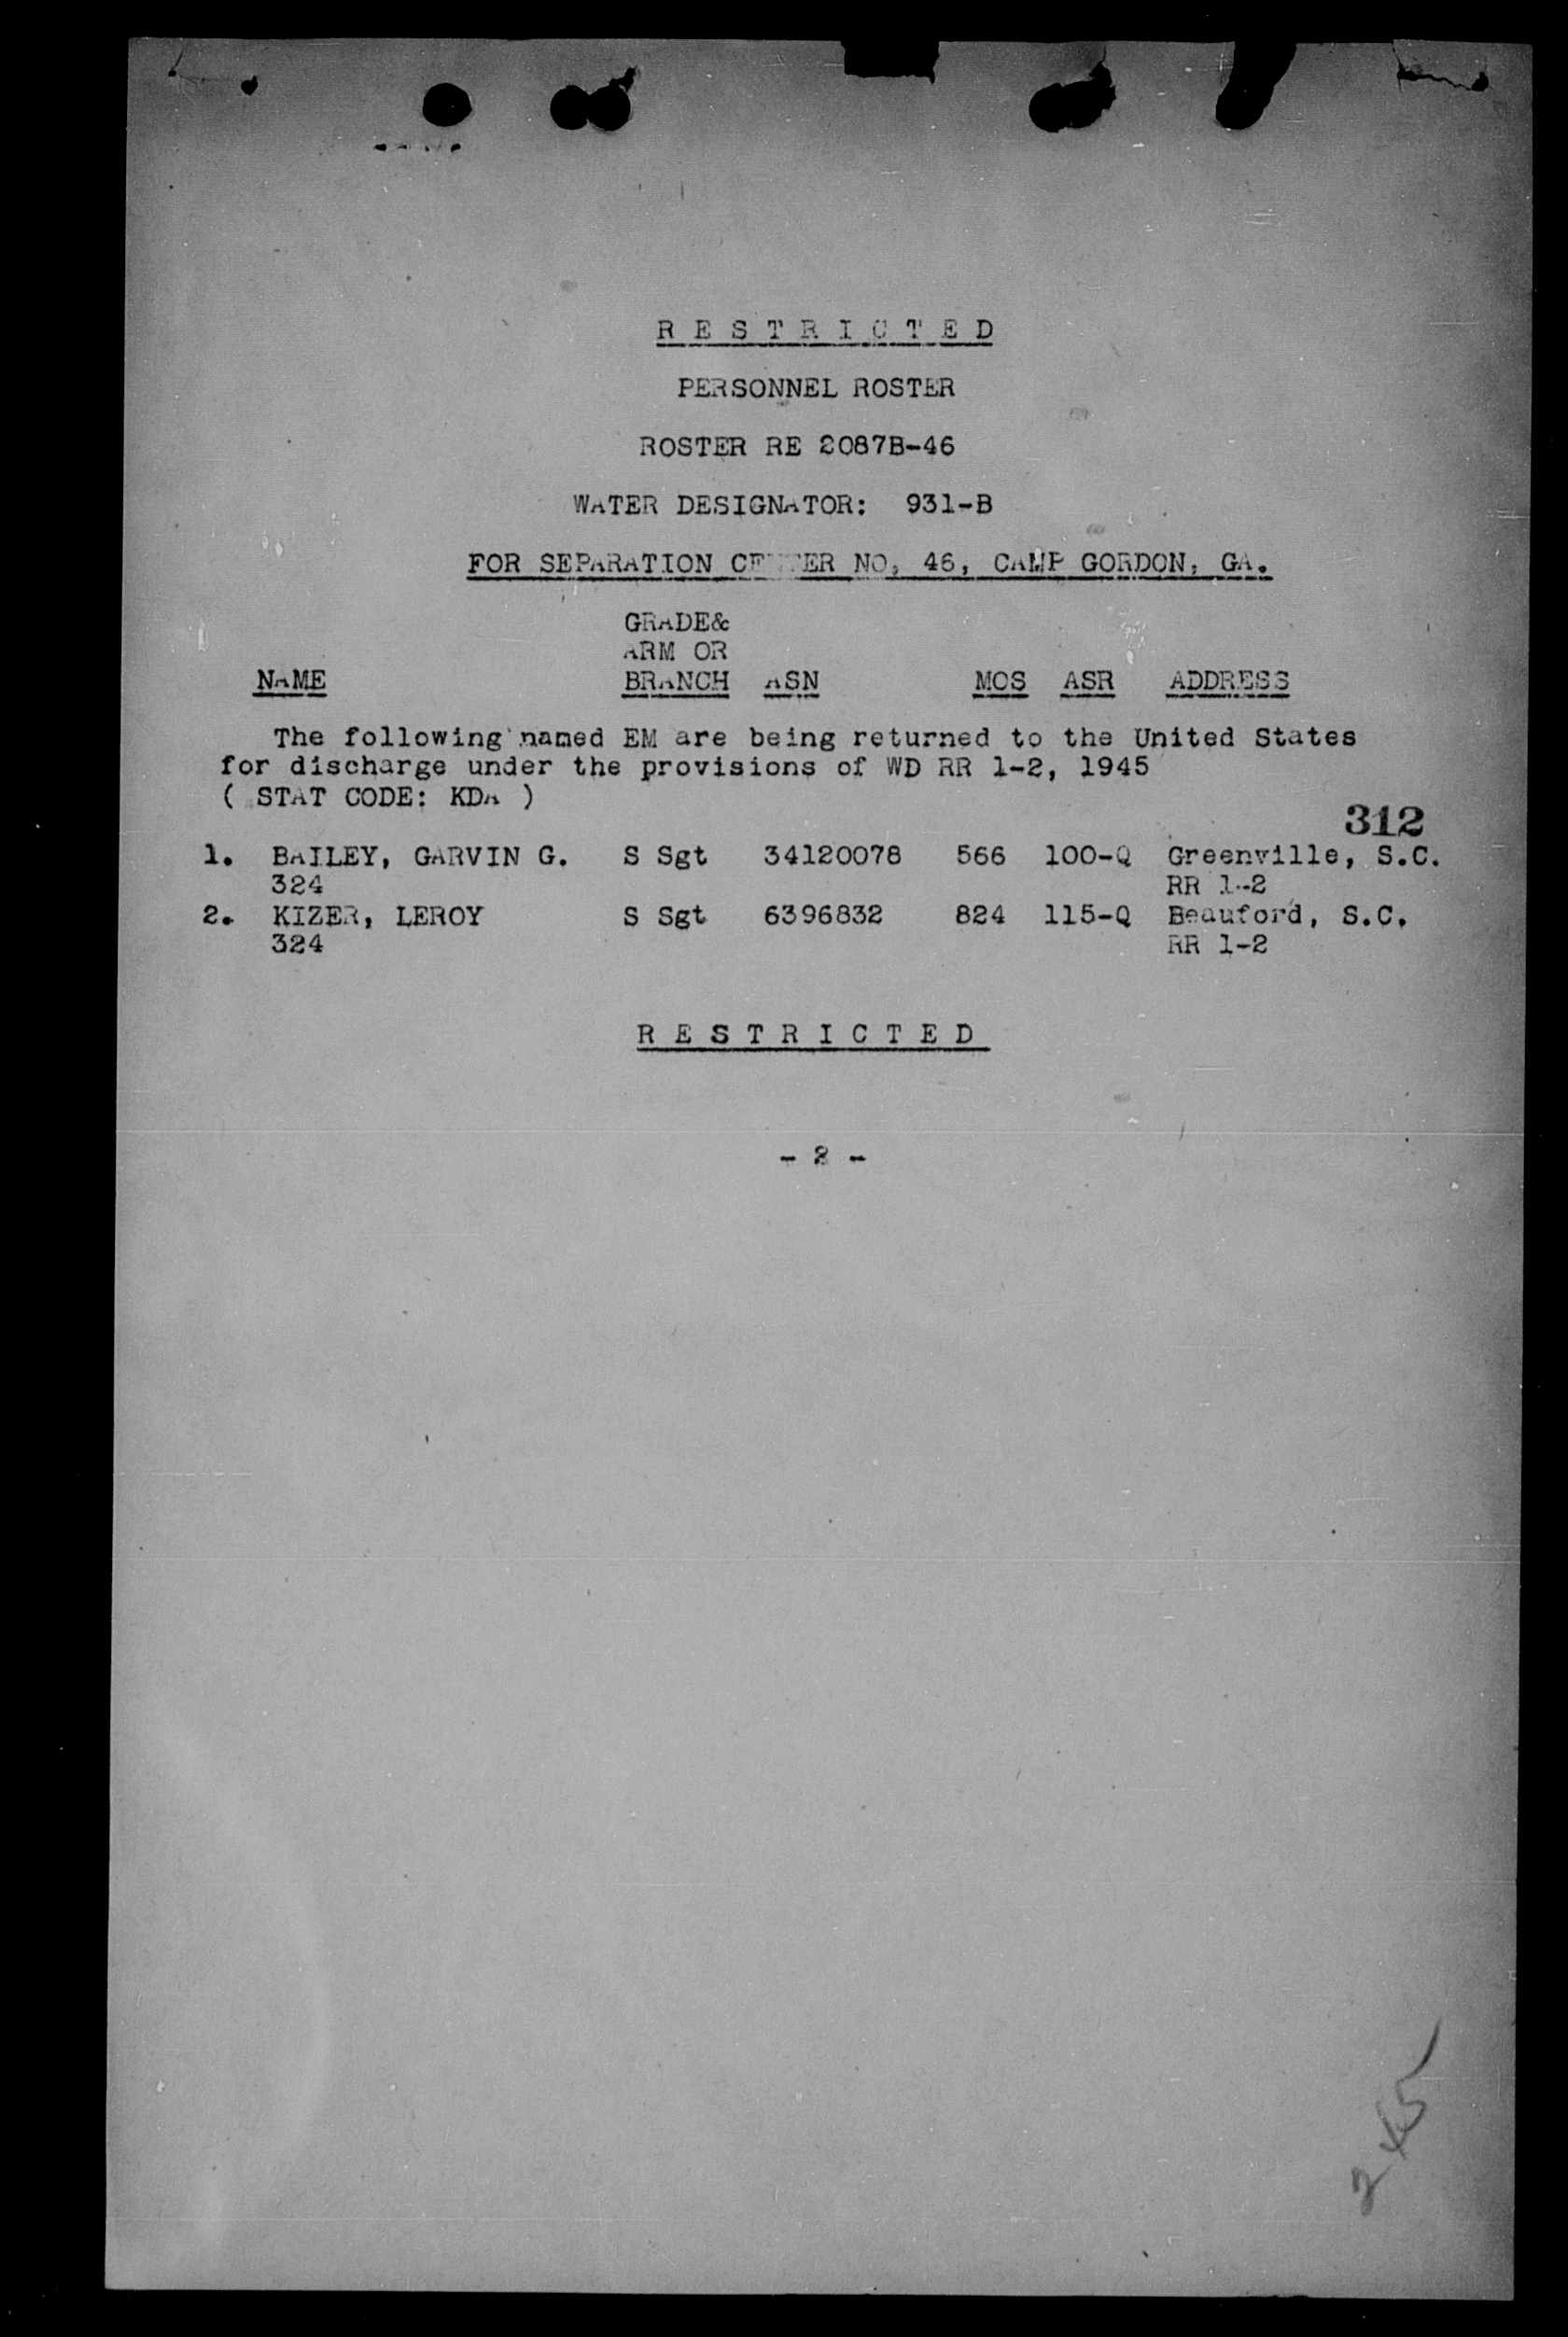 R E S T R I C T E D
PERSONNEL ROSTER
ROSTER RE 2087B-46
WATER DESIGNATOR: 931-B
FOR SEPARATION CENTER NO, 46, CAMP GORDON, GA.
GRADE&
ARM OR
NAME BRANCH ASN MOS ASR ADDRESS
The following named EM are being returned to the United States
for discharge under the provisions of WD RR 1-2, 1945
( STAT CODE: KDA )
312
1. BAILEY, GARVIN G. S Sgt 34120078 566 100-Q Greenville, S.C.
324 RR 1-2
2. KIZER, LEROY S Sgt 6396832 824 115-Q Beauford, S.C.
324 RR 1-2
R E S T R I C T E D
- 2 -
245